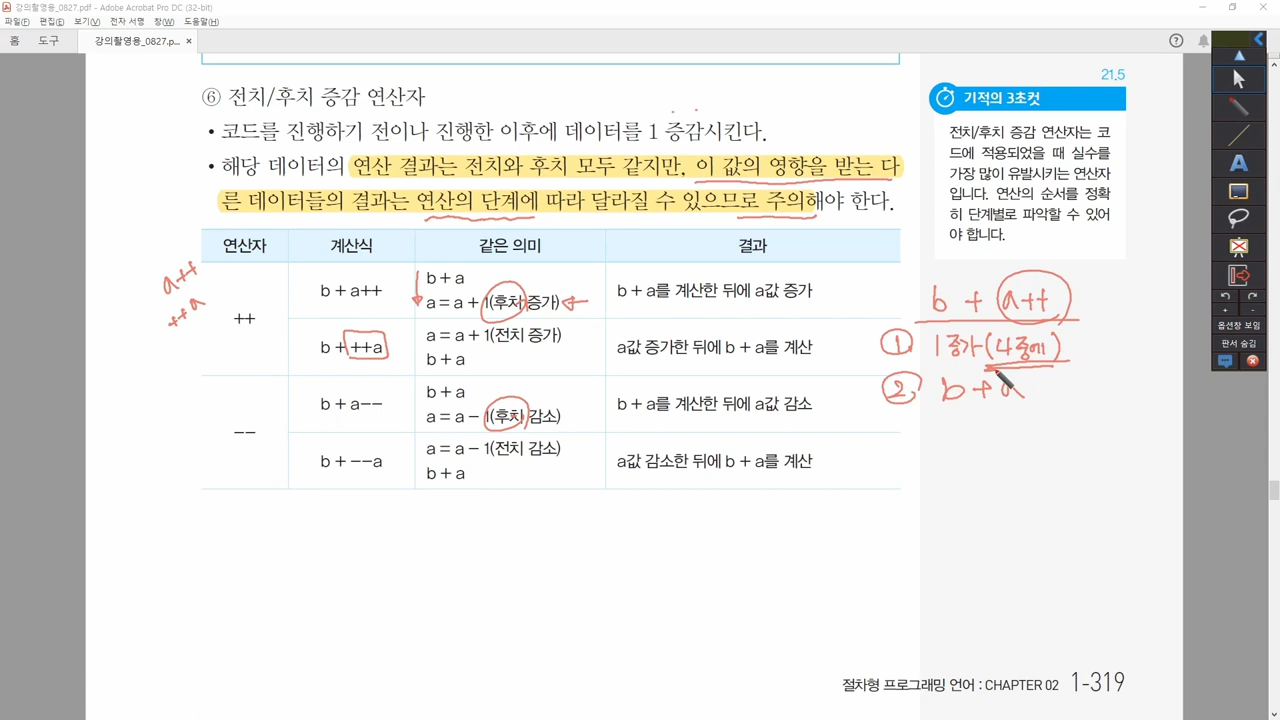 강의촬영용_0827.pdf - Adobe Acrobat Pro DC (32-bit)
파일(F) 편집(E) 보기(V) 전자 서명 창(W) 도움말(H)
홈 도구 강의촬영용_0827.p... ×
⑥ 전치/후치 증감 연산자
• 코드를 진행하기 전이나 진행한 이후에 데이터를 1 증감시킨다.
• 해당 데이터의 연산 결과는 전치와 후치 모두 같지만, 이 값의 영향을 받는 다
른 데이터들의 결과는 연산의 단계에 따라 달라질 수 있으므로 주의해야 한다.
연산자 계산식 같은 의미 결과
a++
++a
++
b + a++
b + a
a = a + 1(후치 증가)
b + a를 계산한 뒤에 a값 증가
b + ++a
a = a + 1(전치 증가)
b + a
a값 증가한 뒤에 b + a를 계산
--
b + a--
b + a
a = a - 1(후치 감소)
b + a를 계산한 뒤에 a값 감소
b + --a
a = a - 1(전치 감소)
b + a
a값 감소한 뒤에 b + a를 계산
21.5
기적의 3초컷
전치/후치 증감 연산자는 코
드에 적용되었을 때 실수를
가장 많이 유발시키는 연산자
입니다. 연산의 순서를 정확
히 단계별로 파악할 수 있어
야 합니다.
b + a++
1. 1증가(나중에)
2. b + a
옵션창 보임
판서 숨김
절차형 프로그래밍 언어 : CHAPTER 02 1-319